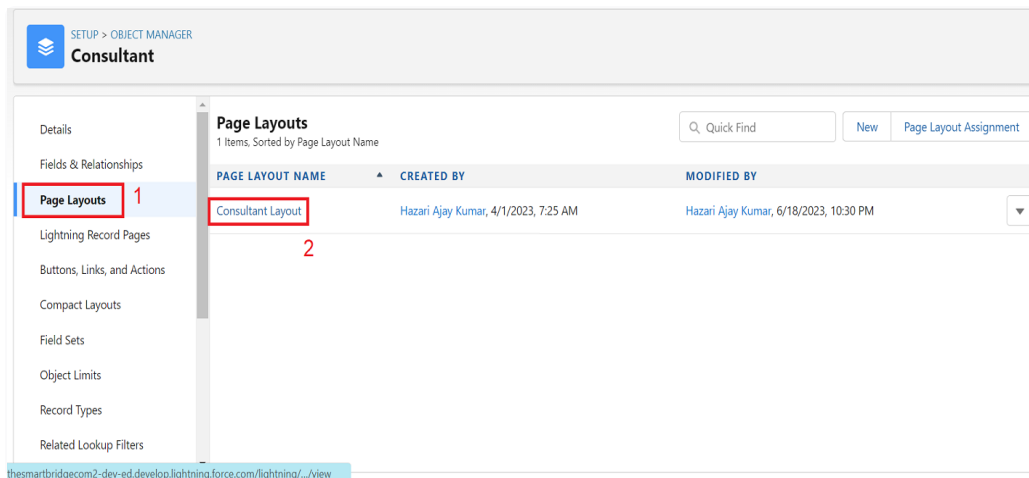 SETUP > OBJECT MANAGER
Consultant
Details
Fields & Relationships
Page Layouts 1
Lightning Record Pages
Buttons, Links, and Actions
Compact Layouts
Field Sets
Object Limits
Record Types
Related Lookup Filters
Page Layouts
1 Items, Sorted by Page Layout Name
Quick Find New Page Layout Assignment
PAGE LAYOUT NAME CREATED BY MODIFIED BY
Consultant Layout Hazari Ajay Kumar, 4/1/2023, 7:25 AM Hazari Ajay Kumar, 6/18/2023, 10:30 PM
2
thesmartbridgecom2-dev-ed.develop.lightning.force.com/lightning/.../view